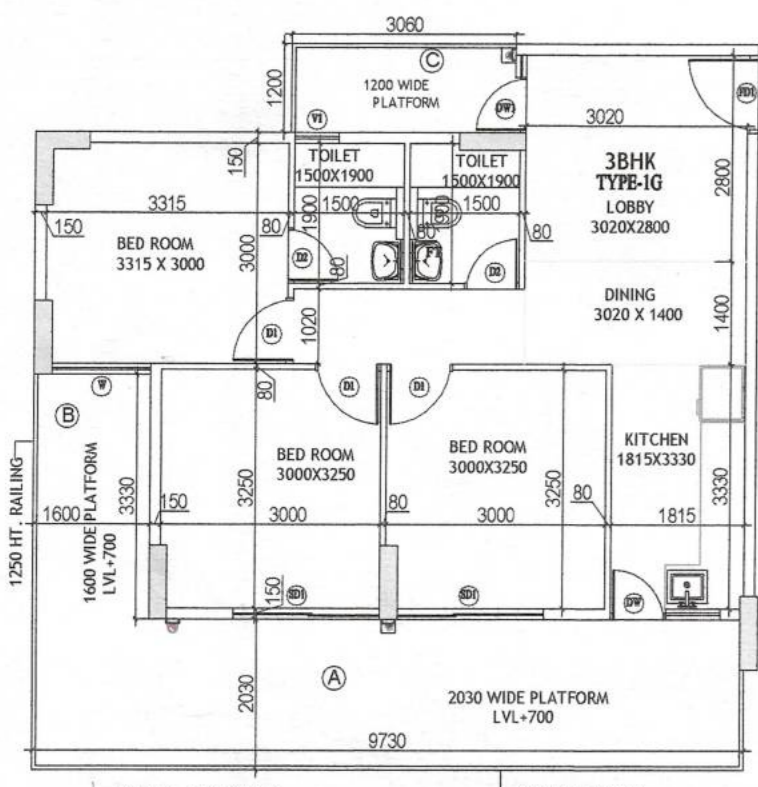 3060
C
1200 WIDE
PLATFORM
1200
DW1
FD1
V1
3020
150
TOILET
1500X1900
TOILET
1500X1900
3BHK
TYPE-1G
LOBBY
3020X2800
2800
3315
150
80
1900
1500
80
1900
1500
80
BED ROOM
3315 X 3000
3000
D2
80
FT
D2
DINING
3020 X 1400
1400
D1
1020
80
D1
D1
W
B
BED ROOM
3000X3250
BED ROOM
3000X3250
KITCHEN
1815X3330
1250 HT. RAILING
1600 WIDE PLATFORM
LVL+700
3330
3250
3250
3330
1600
150
3000
80
3000
80
1815
150
SD1
SD1
DW
A
2030
2030 WIDE PLATFORM
LVL+700
9730